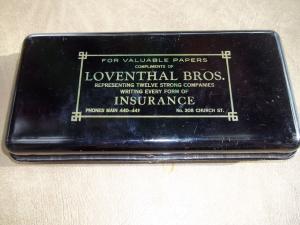 FOR VALUABLE PAPERS
COMPLIMENTS OF
LOVENTHAL BROS.
REPRESENTING TWELVE STRONG COMPANIES
WRITING EVERY FORM OF
INSURANCE
PHONES MAIN 440-441 No. 308 CHURCH ST.